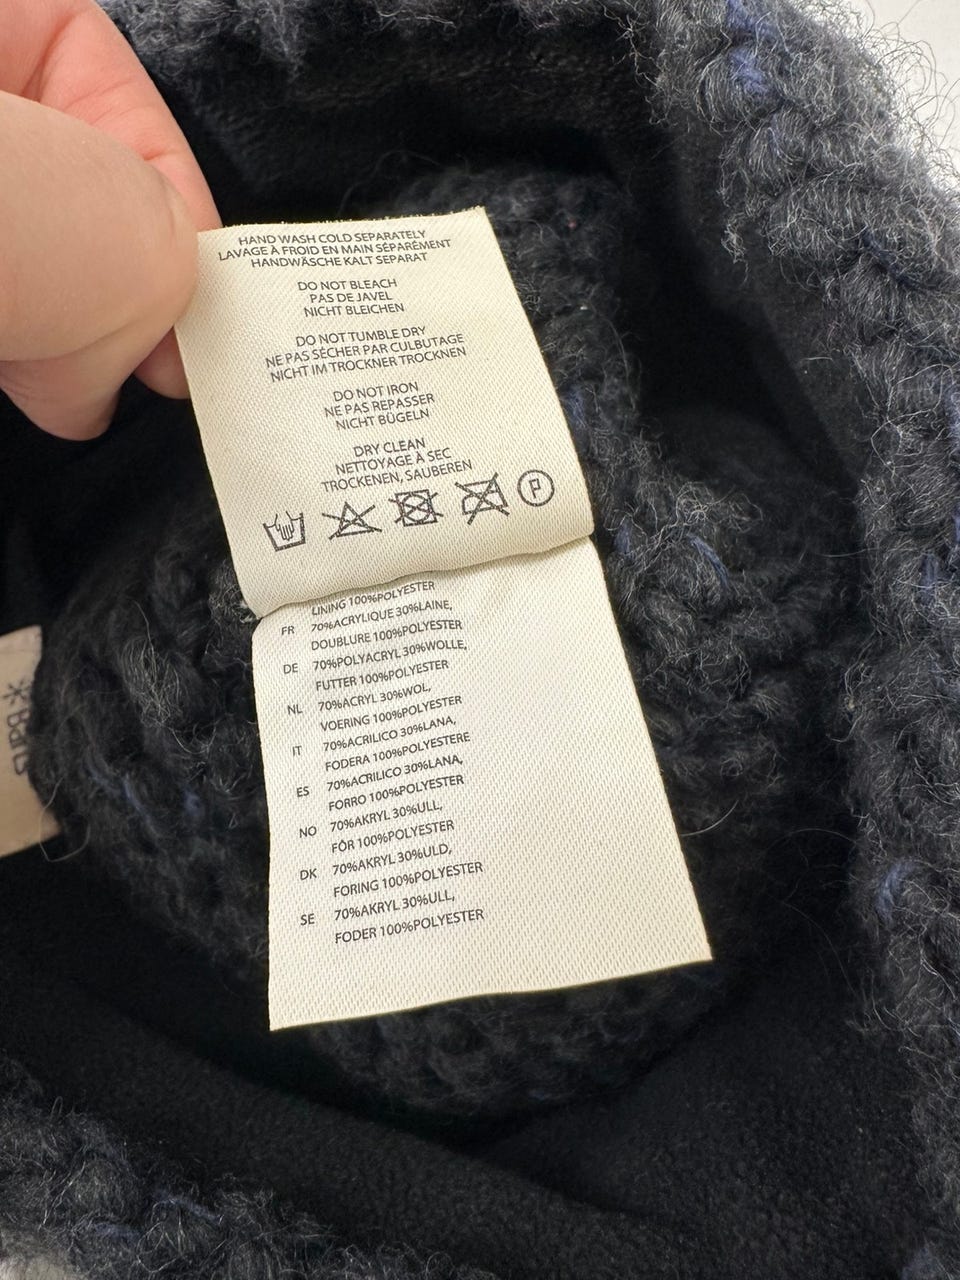 HAND WASH COLD SEPARATELY
LAVAGE À FROID EN MAIN SÉPARÉMENT
HANDWÄSCHE KALT SEPARAT
DO NOT BLEACH
PAS DE JAVEL
NICHT BLEICHEN
DO NOT TUMBLE DRY
NE PAS SÈCHER PAR CULBUTAGE
NICHT IM TROCKNER TROCKNEN
DO NOT IRON
NE PAS REPASSER
NICHT BÜGELN
DRY CLEAN
NETTOYAGE À SEC
TROCKENEN, SAUBEREN
P
LINING 100%POLYESTER
FR 70%ACRYLIQUE 30%LAINE,
DOUBLURE 100%POLYESTER
DE 70%POLYACRYL 30%WOLLE,
FUTTER 100%POLYESTER
NL 70%ACRYL 30%WOL,
VOERING 100%POLYESTER
IT 70%ACRILICO 30%LANA,
FODERA 100%POLYESTERE
ES 70%ACRILICO 30%LANA,
FORRO 100%POLYESTER
NO 70%AKRYL 30%ULL,
FÔR 100%POLYESTER
DK 70%AKRYL 30%ULD,
FORING 100%POLYESTER
SE 70%AKRYL 30%ULL,
FODER 100%POLYESTER